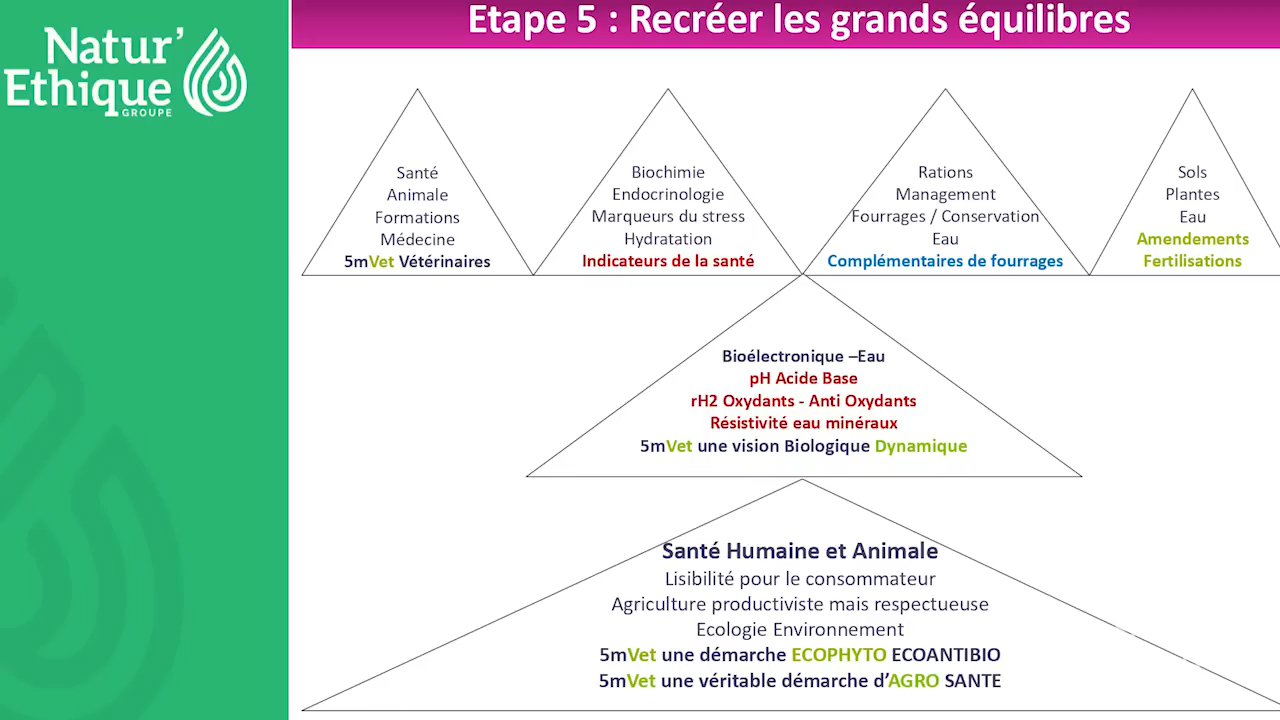 Natur'
Ethique
GROUPE
Etape 5 : Recréer les grands équilibres
Santé
Animale
Formations
Médecine
5mVet Vétérinaires
Biochimie
Endocrinologie
Marqueurs du stress
Hydratation
Indicateurs de la santé
Rations
Management
Fourrages / Conservation
Eau
Complémentaires de fourrages
Sols
Plantes
Eau
Amendements
Fertilisations
Bioélectronique –Eau
pH Acide Base
rH2 Oxydants - Anti Oxydants
Résistivité eau minéraux
5mVet une vision Biologique Dynamique
Santé Humaine et Animale
Lisibilité pour le consommateur
Agriculture productiviste mais respectueuse
Ecologie Environnement
5mVet une démarche ECOPHYTO ECOANTIBIO
5mVet une véritable démarche d’AGRO SANTE